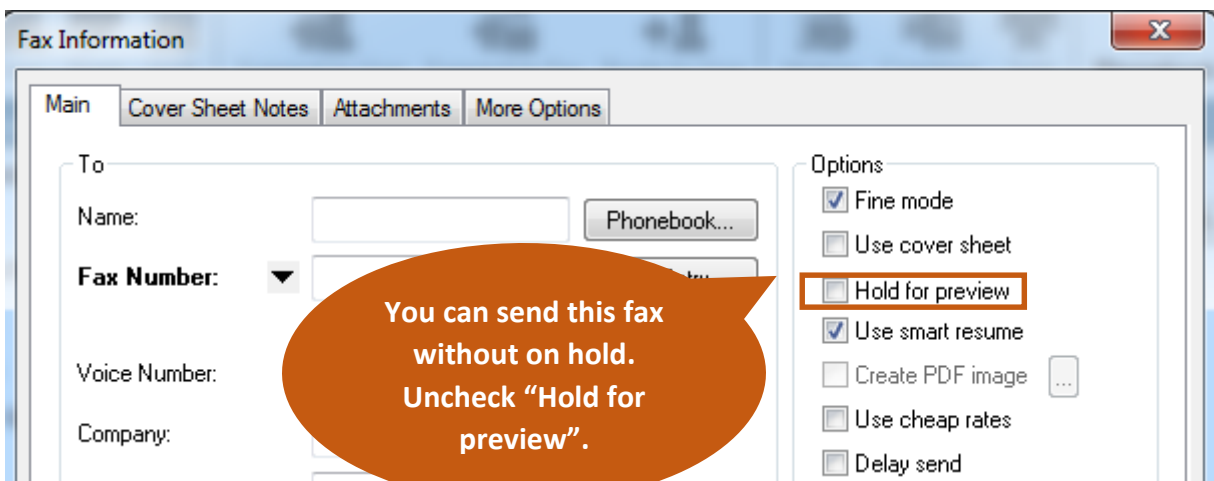 Fax Information
Main Cover Sheet Notes Attachments More Options
To
Name:
Phonebook...
Fax Number:
Voice Number:
Company:
You can send this fax
without on hold.
Uncheck “Hold for
preview”.
Options
Fine mode
Use cover sheet
Hold for preview
Use smart resume
Create PDF image ...
Use cheap rates
Delay send